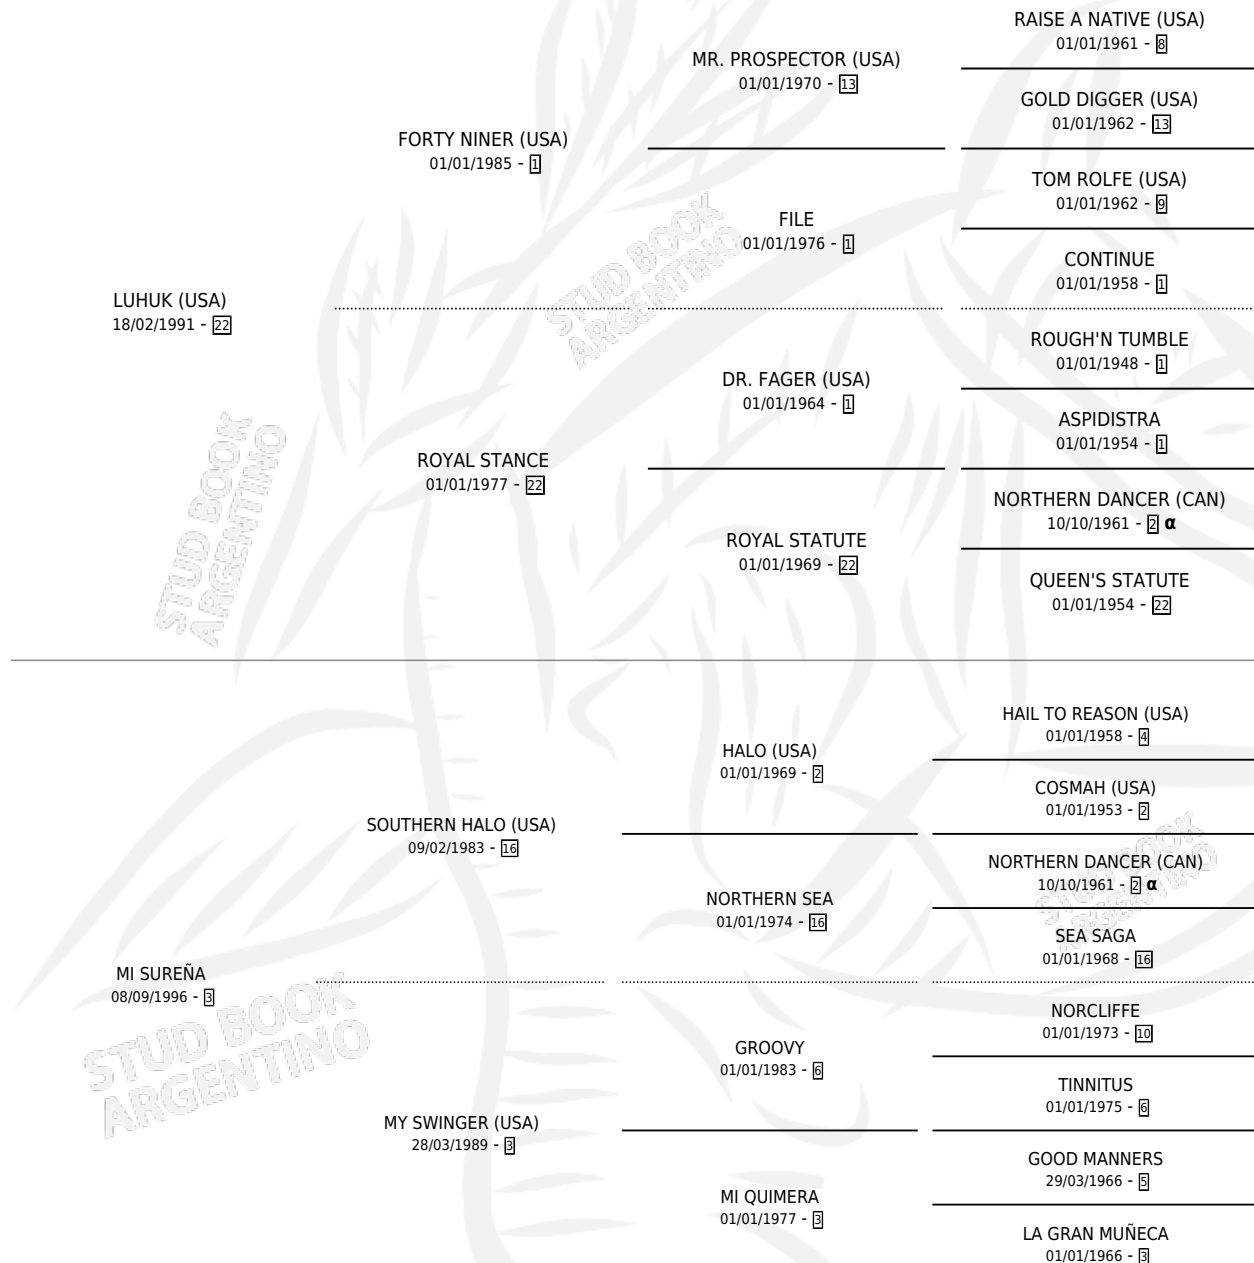 RAISE A NATIVE (USA)
01/01/1961 - 8
MR. PROSPECTOR (USA)
01/01/1970 - 13
GOLD DIGGER (USA)
01/01/1962 - 13
FORTY NINER (USA)
01/01/1985 - 1
TOM ROLFE (USA)
01/01/1962 - 9
FILE
01/01/1976 - 1
CONTINUE
01/01/1958 - 1
LUHUK (USA)
18/02/1991 - 22
ROUGH'N TUMBLE
01/01/1948 - 1
DR. FAGER (USA)
01/01/1964 - 1
ASPIDISTRA
01/01/1954 - 1
ROYAL STANCE
01/01/1977 - 22
NORTHERN DANCER (CAN)
10/10/1961 - 2 α
ROYAL STATUTE
01/01/1969 - 22
QUEEN'S STATUTE
01/01/1954 - 22
HAIL TO REASON (USA)
01/01/1958 - 4
HALO (USA)
01/01/1969 - 2
COSMAH (USA)
01/01/1953 - 2
SOUTHERN HALO (USA)
09/02/1983 - 16
NORTHERN DANCER (CAN)
10/10/1961 - 2 α
NORTHERN SEA
01/01/1974 - 16
SEA SAGA
01/01/1968 - 16
MI SUREÑA
08/09/1996 - 3
NORCLIFFE
01/01/1973 - 10
GROOVY
01/01/1983 - 6
TINNITUS
01/01/1975 - 6
MY SWINGER (USA)
28/03/1989 - 3
GOOD MANNERS
29/03/1966 - 5
MI QUIMERA
01/01/1977 - 3
LA GRAN MUÑECA
01/01/1966 - 3
STUD BOOK
ARGENTINO
STUD BOOK
ARGENTINO
STUD BOOK
ARGENTINO
STUD BOOK
ARGENTINO